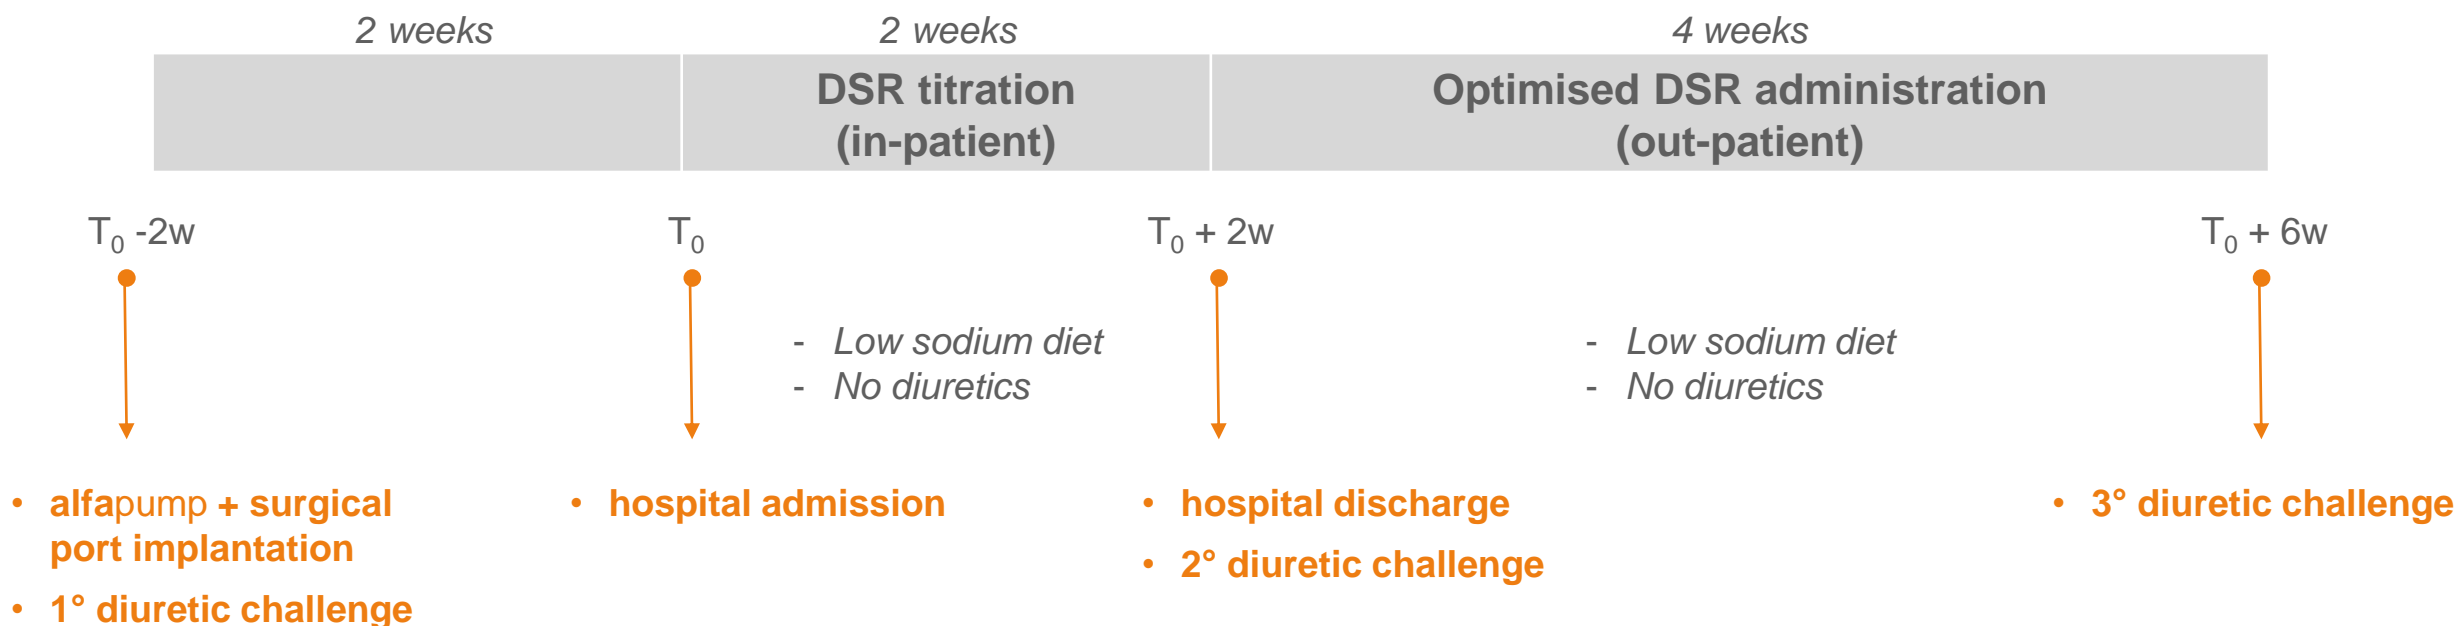 2 weeks
2 weeks
4 weeks
DSR titration
(in-patient)
Optimised DSR administration
(out-patient)
T0 -2w
T0
T0 + 2w
T0 + 6w
- Low sodium diet
- No diuretics
- Low sodium diet
- No diuretics
• alfapump + surgical
port implantation
• 1° diuretic challenge
• hospital admission
• hospital discharge
• 2° diuretic challenge
• 3° diuretic challenge